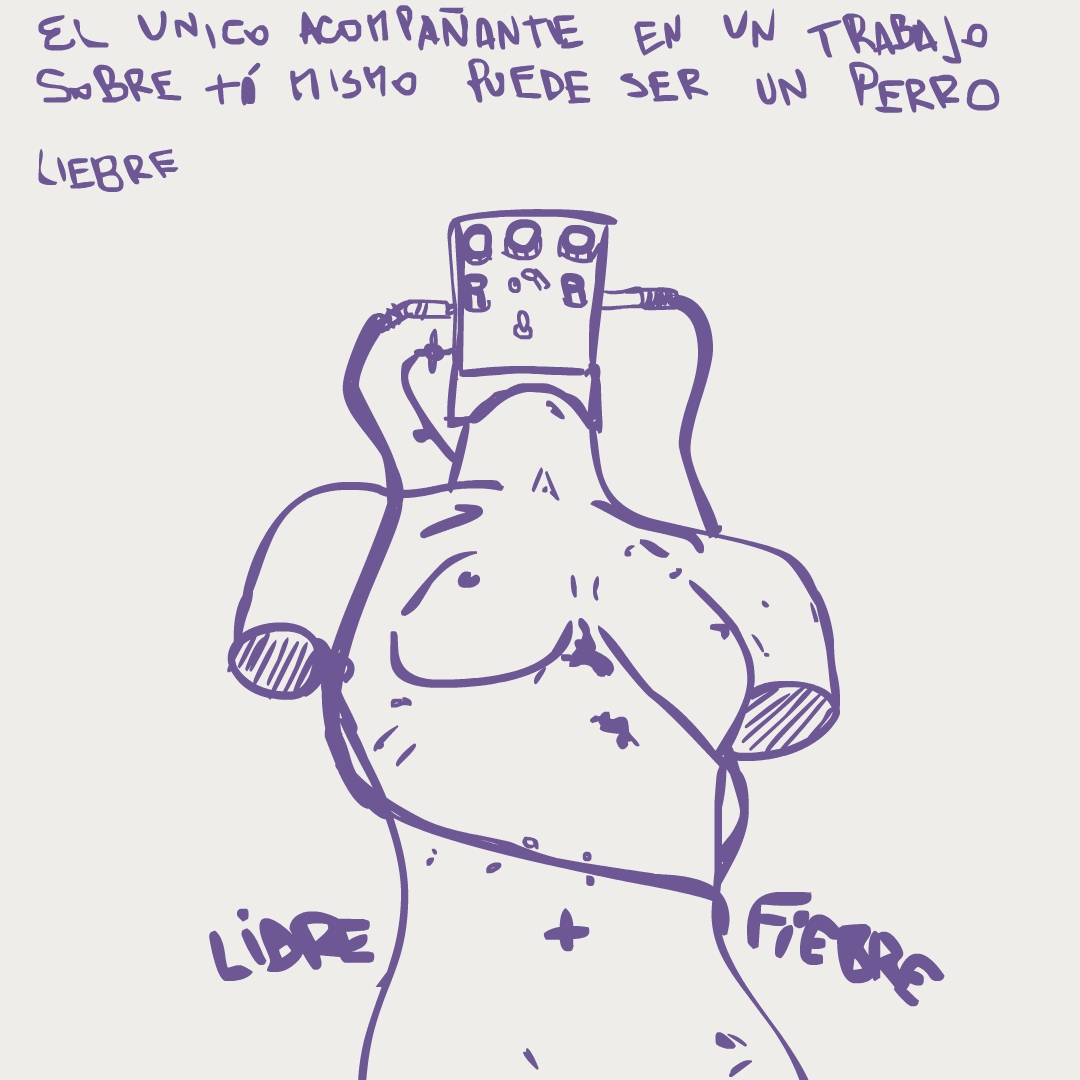 EL UNICO ACOMPAÑANTE EN UN TRABAJO
SOBRE TÍ MISMO PUEDE SER UN PERRO
LIEBRE
LiBRE
FiEBRE